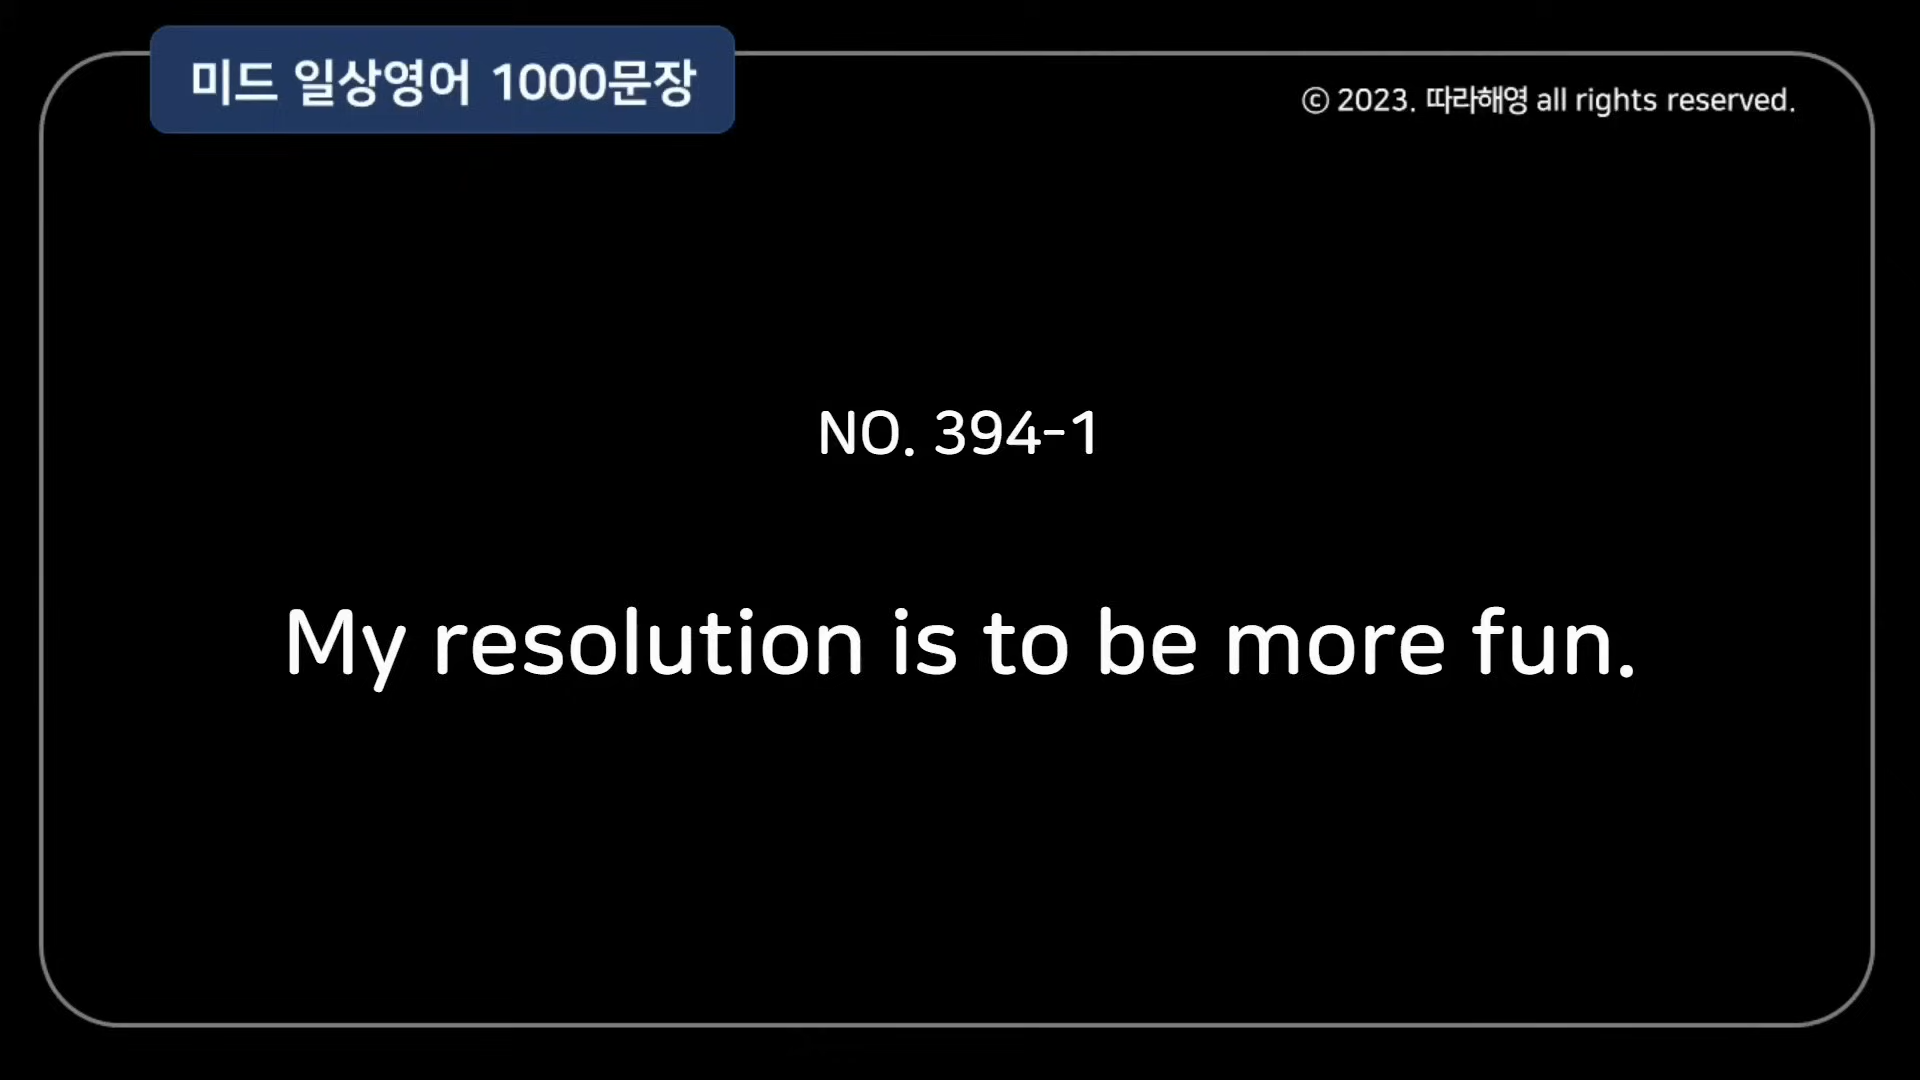 미드 일상영어 1000문장
ⓒ 2023. 따라해영 all rights reserved.
NO. 394-1
My resolution is to be more fun.